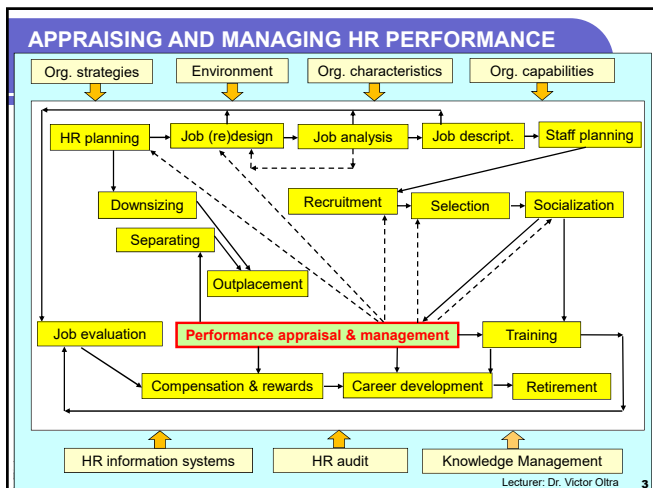 APPRAISING AND MANAGING HR PERFORMANCE
Org. strategies
Environment
Org. characteristics
Org. capabilities
HR planning
Job (re)design
Job analysis
Job descript.
Staff planning
Downsizing
Recruitment
Selection
Socialization
Separating
Outplacement
Job evaluation
Performance appraisal & management
Training
Compensation & rewards
Career development
Retirement
HR information systems
HR audit
Knowledge Management
Lecturer: Dr. Victor Oltra
3